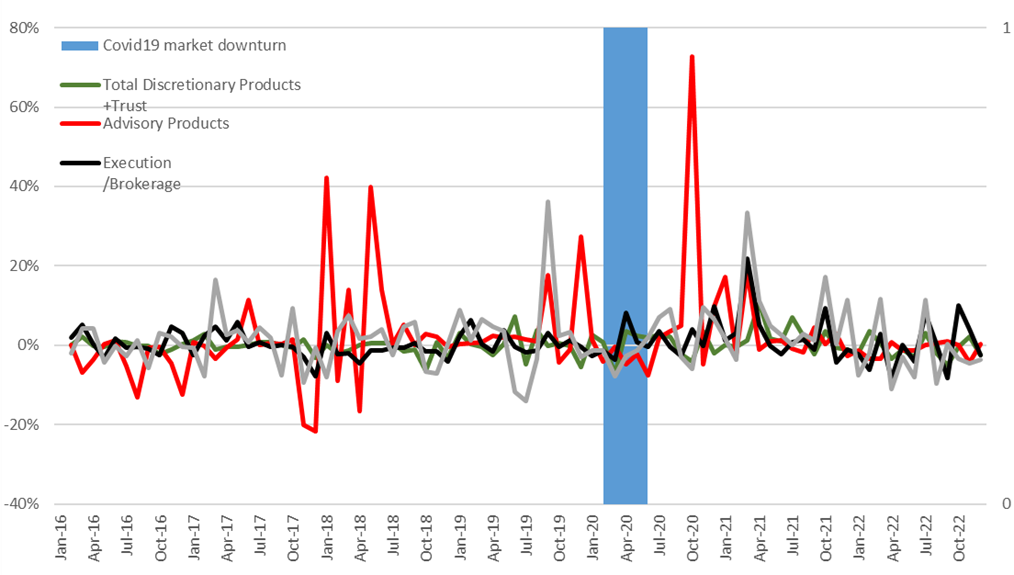 80%
1
Covid19 market downturn
Total Discretionary Products
+Trust
60%
Advisory Products
Execution
/Brokerage
40%
20%
0%
-20%
-40%
0
Jan-16
Apr-16
Jul-16
Oct-16
Jan-17
Apr-17
Jul-17
Oct-17
Jan-18
Apr-18
Jul-18
Oct-18
Jan-19
Apr-19
Jul-19
Oct-19
Jan-20
Apr-20
Jul-20
Oct-20
Jan-21
Apr-21
Jul-21
Oct-21
Jan-22
Apr-22
Jul-22
Oct-22